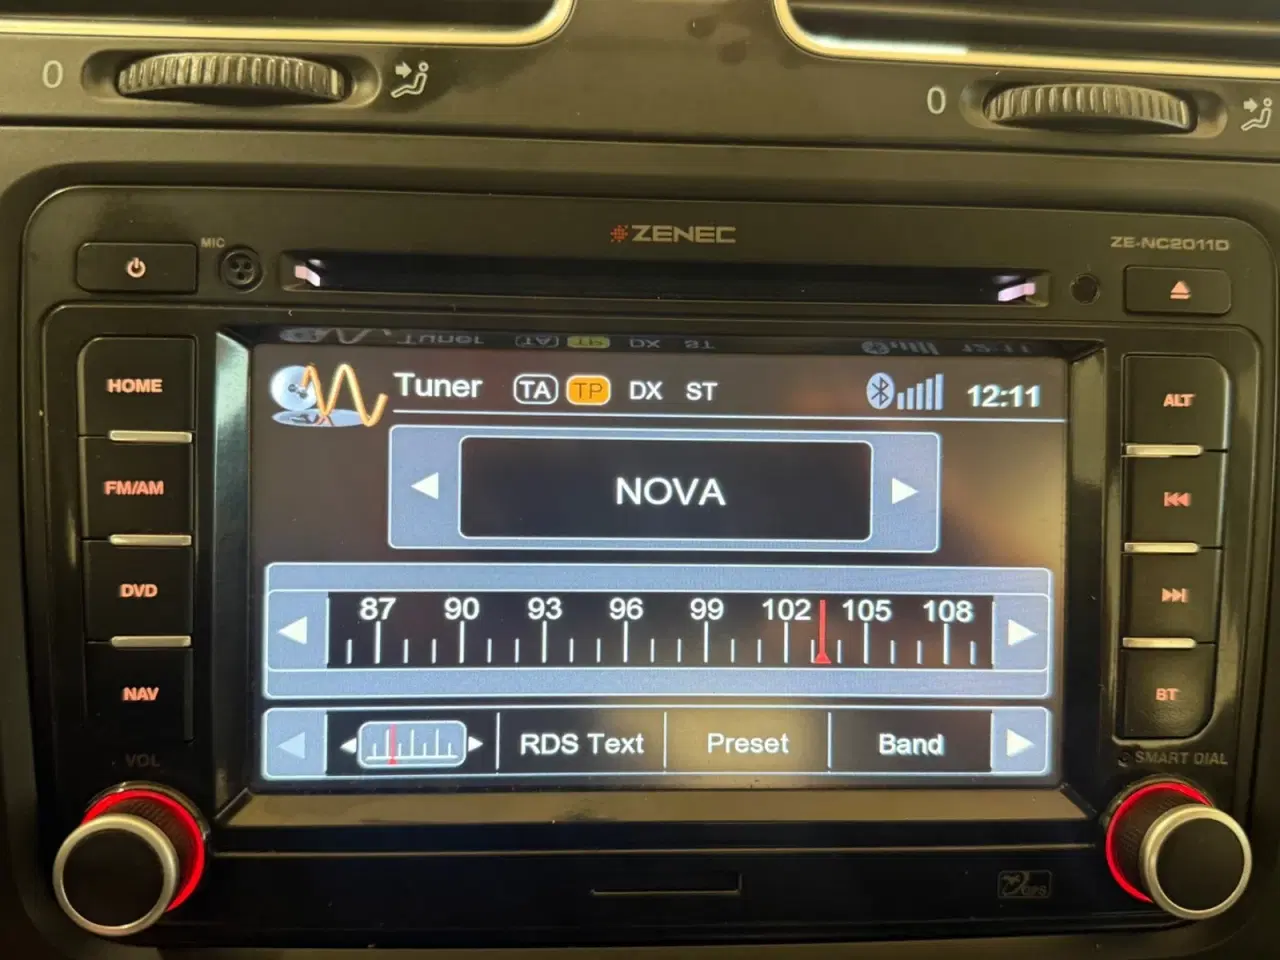 0
0
ZENEC
MIC
ZE-NC2011D
HOME
FM/AM
DVD
NAV
VOL
Tuner TA TP DX ST 12:11
NOVA
87 90 93 96 99 102 105 108
RDS Text Preset Band
ALT
BT
SMART DIAL